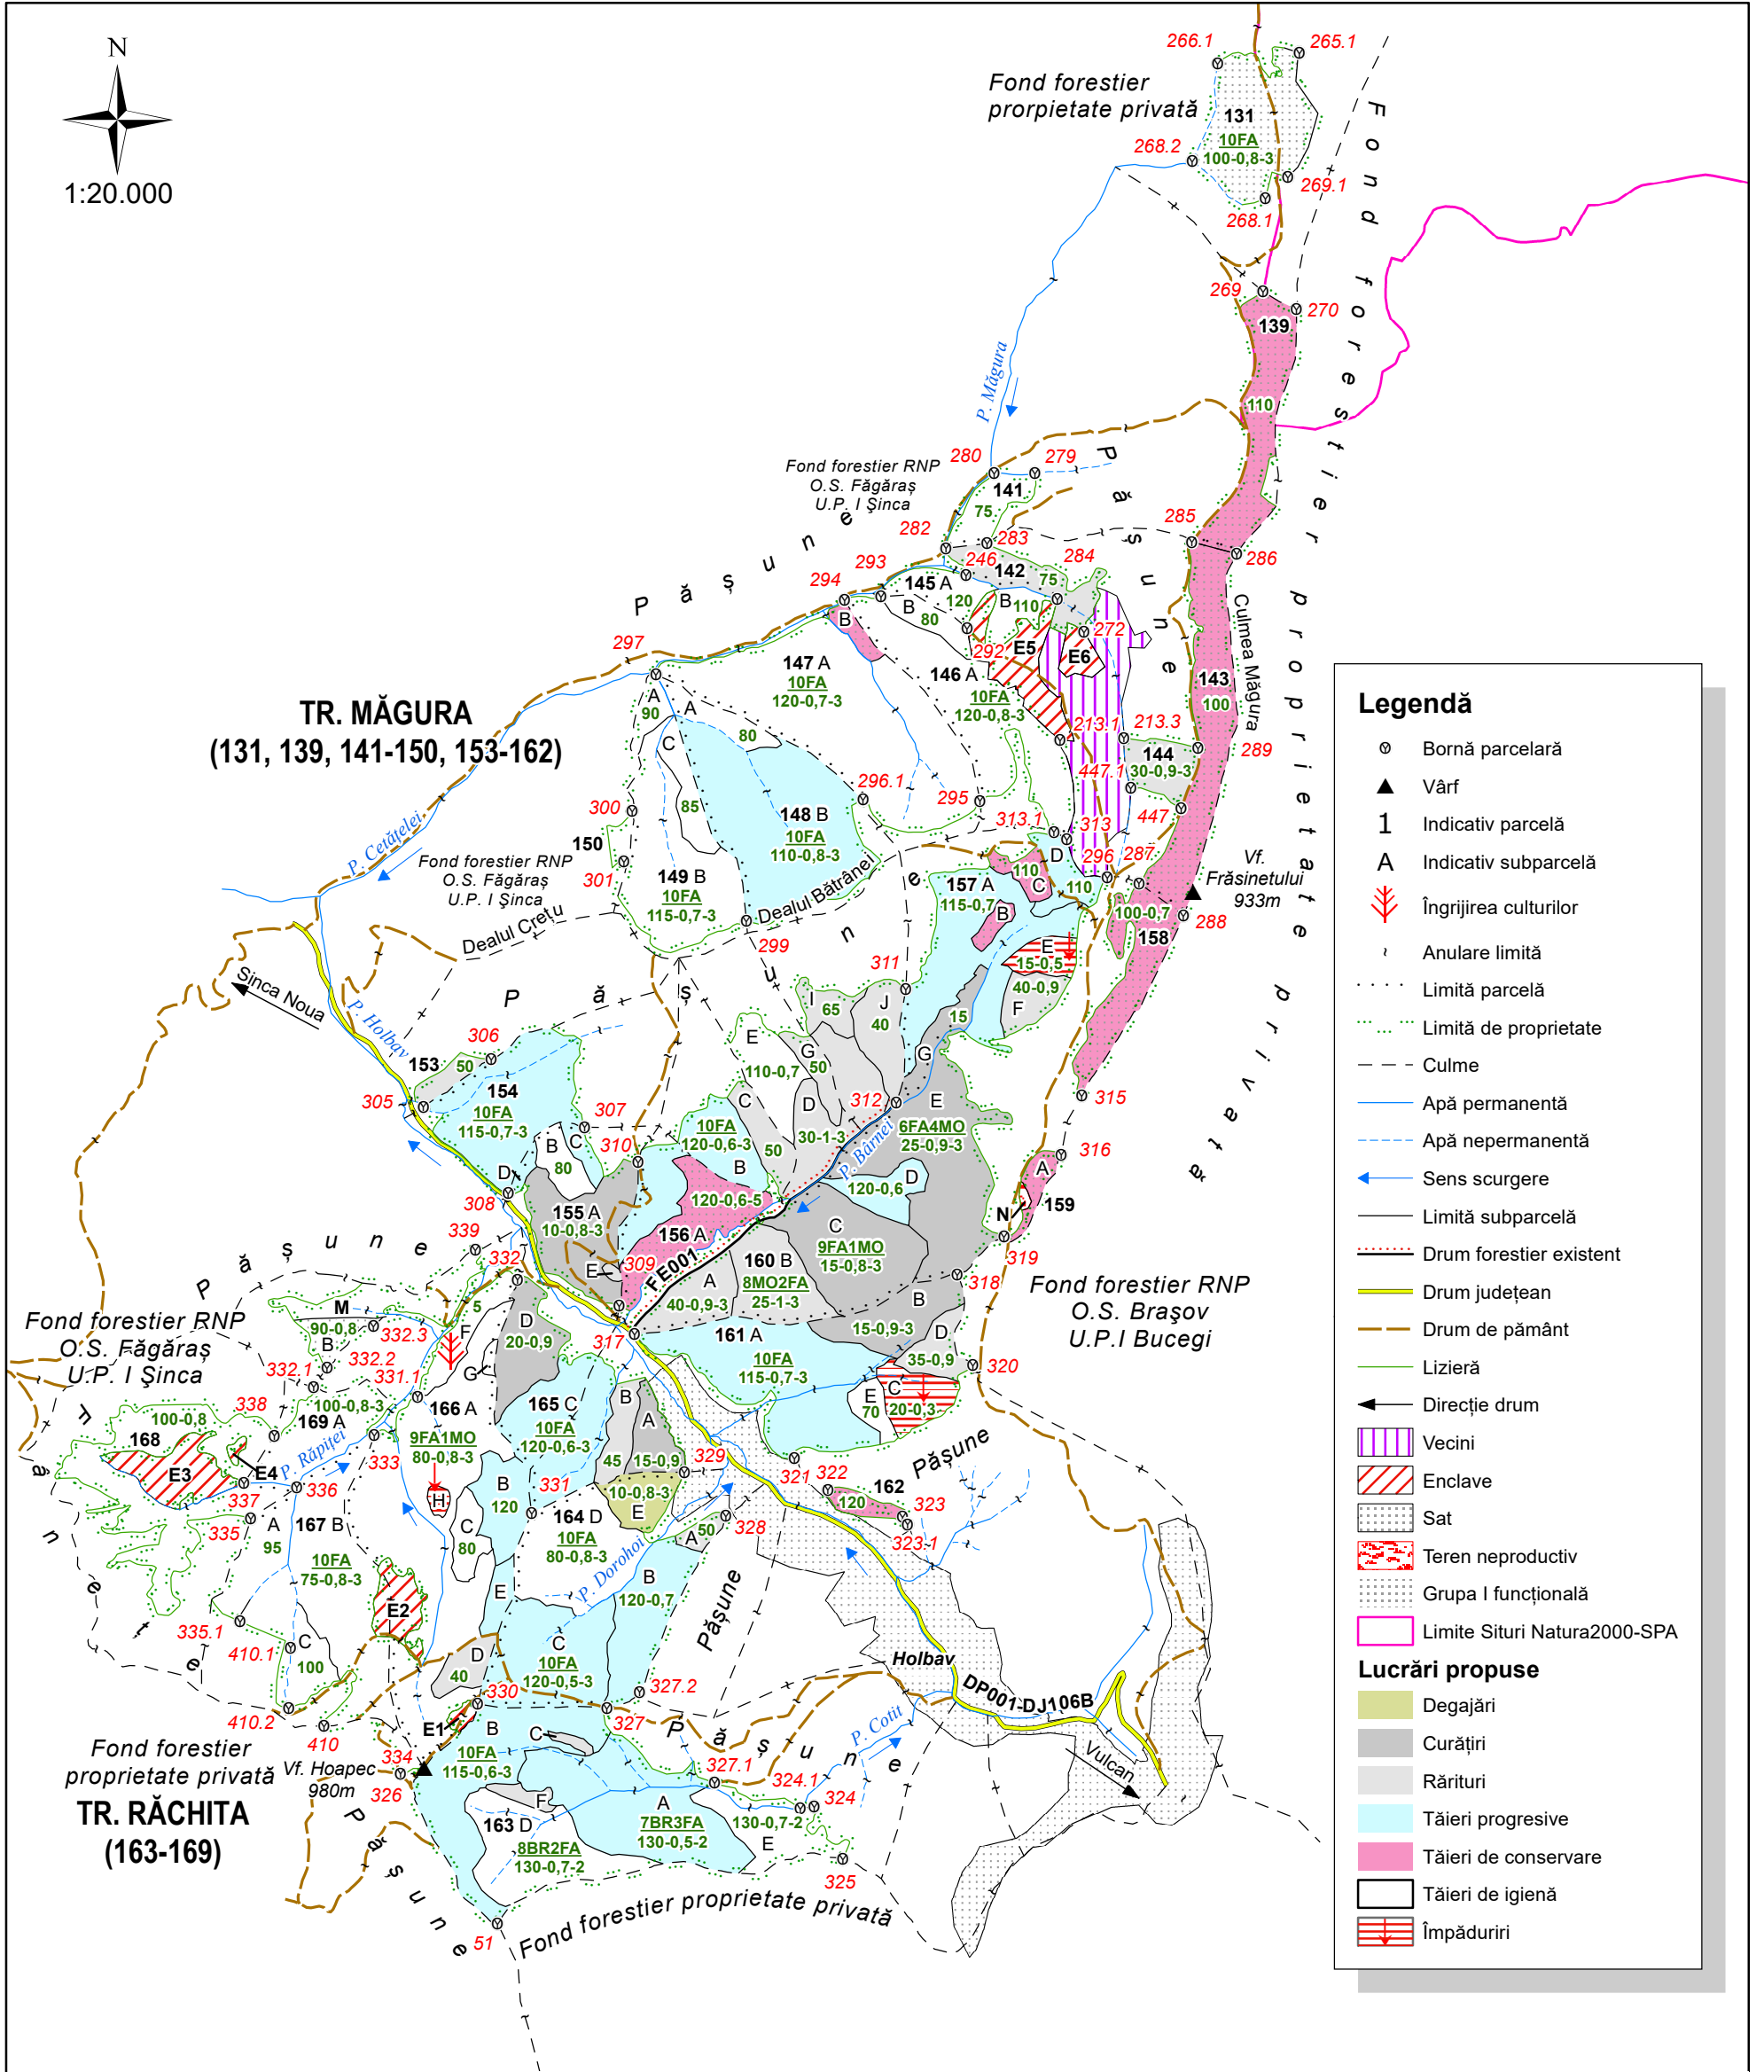 N
1:20.000
Fond forestier
prorpietate privată
266.1
265.1
131
10FA
100-0,8-3
268.2
269.1
268.1
Fond forestier proprietate privată
269
270
139
110
P. Măgura
Fond forestier RNP
O.S. Făgăraș
U.P. I Șinca
280
279
141
75
282
283
285
286
Pășune
Pășune
293
246
284
142
75
294
145 A
120
B
80
B
110
B
272
292
E5
E6
Culmea Măgura
297
147 A
10FA
120-0,7-3
146 A
10FA
120-0,8-3
143
100
TR. MĂGURA
(131, 139, 141-150, 153-162)
A
90
A
80
C
213.1
213.3
289
144
30-0,9-3
447.1
296.1
295
447
85
300
148 B
10FA
110-0,8-3
313.1
313
150
P. Cetățelei
Fond forestier RNP
O.S. Făgăraș
U.P. I Șinca
301
149 B
10FA
115-0,7-3
Dealul Bătrânei
Dealul Crețu
299
D
296
287
110
C
110
Vf.
Frăsinetului
933m
157 A
115-0,7
B
100-0,7
288
158
Sinca Noua
P. Holbav
Pășune
311
E
15-0,5
40-0,9
F
I
65
J
40
15
306
153
50
154
10FA
115-0,7-3
305
E
110-0,7
G
50
G
312
E
6FA4MO
25-0,9-3
315
307
310
B
C
80
C
10FA
120-0,6-3
B
50
D
30-1-3
P. Bârnei
316
D
308
155 A
10-0,8-3
120-0,6-5
120-0,6
D
A
159
N
156 A
C
9FA1MO
15-0,8-3
319
339
332
Pășune
E
309
FE001
160 B
8MO2FA
25-1-3
A
40-0,9-3
318
Fond forestier RNP
O.S. Brașov
U.P.I Bucegi
Fond forestier RNP
O.S. Făgăraș
U.P. I Șinca
M
90-0,8
B
332.3
5
F
D
20-0,9
317
161 A
10FA
115-0,7-3
B
15-0,9-3
D
35-0,9
320
332.2
332.1
331.1
G
E
70
C
20-0,3
338
100-0,8
100-0,8-3
169 A
166 A
9FA1MO
80-0,8-3
165 C
10FA
120-0,6-3
B
A
45
15-0,9
Pășune
168
E3
E4
P. Răpiței
333
329
321
322
162
120
323
323.1
337
336
H
B
120
331
10-0,8-3
E
335
A
95
167 B
10FA
75-0,8-3
C
80
164 D
10FA
80-0,8-3
328
A
50
P. Dorohoi
Fânețe
E2
E
B
120-0,7
Pășune
335.1
410.1
C
100
C
10FA
120-0,5-3
D
40
Holbav
DP001-DJ106B
410.2
410
330
327.2
E1
327
B
10FA
115-0,6-3
C
Pășune
P. Cotit
Vulcan
Fond forestier
proprietate privată
334
Vf. Hoapec
980m
326
327.1
324.1
324
TR. RĂCHITA
(163-169)
Pășune
F
163 D
8BR2FA
130-0,7-2
A
7BR3FA
130-0,5-2
130-0,7-2
E
325
51
Fond forestier proprietate privată
Legendă
Bornă parcelară
Vârf
1 Indicativ parcelă
A Indicativ subparcelă
Îngrijirea culturilor
Anulare limită
Limită parcelă
Limită de proprietate
Culme
Apă permanentă
Apă nepermanentă
Sens scurgere
Limită subparcelă
Drum forestier existent
Drum județean
Drum de pământ
Lizieră
Direcție drum
Vecini
Enclave
Sat
Teren neproductiv
Grupa I funcțională
Limite Situri Natura2000-SPA
Lucrări propuse
Degajări
Curățiri
Rărituri
Tăieri progresive
Tăieri de conservare
Tăieri de igienă
Împăduriri